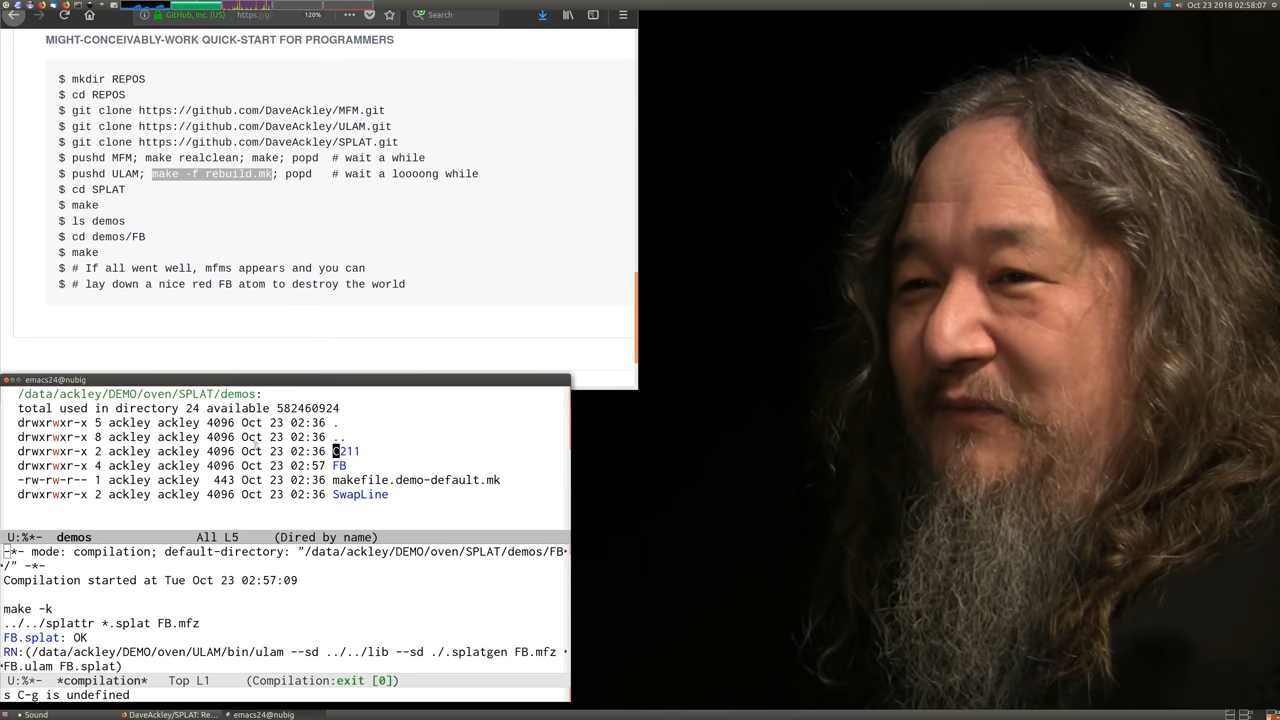 Oct 23 2018 02:58:07
GitHub, Inc. (US)
https://g
120%
Search
MIGHT-CONCEIVABLY-WORK QUICK-START FOR PROGRAMMERS
$ mkdir REPOS
$ cd REPOS
$ git clone https://github.com/DaveAckley/MFM.git
$ git clone https://github.com/DaveAckley/ULAM.git
$ git clone https://github.com/DaveAckley/SPLAT.git
$ pushd MFM; make realclean; make; popd  # wait a while
$ pushd ULAM; make -f rebuild.mk; popd   # wait a loooong while
$ cd SPLAT
$ make
$ ls demos
$ cd demos/FB
$ make
$ # If all went well, mfms appears and you can
$ # lay down a nice red FB atom to destroy the world
emacs24@nubig
/data/ackley/DEMO/oven/SPLAT/demos:
total used in directory 24 available 582460924
drwxrwxr-x 5 ackley ackley 4096 Oct 23 02:36 .
drwxrwxr-x 8 ackley ackley 4096 Oct 23 02:36 ..
drwxrwxr-x 2 ackley ackley 4096 Oct 23 02:36 C211
drwxrwxr-x 4 ackley ackley 4096 Oct 23 02:57 FB
-rw-rw-r-- 1 ackley ackley  443 Oct 23 02:36 makefile.demo-default.mk
drwxrwxr-x 2 ackley ackley 4096 Oct 23 02:36 SwapLine
U:%*-  demos          All L5     (Dired by name)
-*- mode: compilation; default-directory: "/data/ackley/DEMO/oven/SPLAT/demos/FB
/" -*-
Compilation started at Tue Oct 23 02:57:09
make -k
../../splattr *.splat FB.mfz
FB.splat: OK
RN:(/data/ackley/DEMO/oven/ULAM/bin/ulam --sd ../../lib --sd ./.splatgen FB.mfz
FB.ulam FB.splat)
U:%*-  *compilation*   Top L1     (Compilation:exit [0])
s C-g is undefined
Sound
DaveAckley/SPLAT: Re...
emacs24@nubig